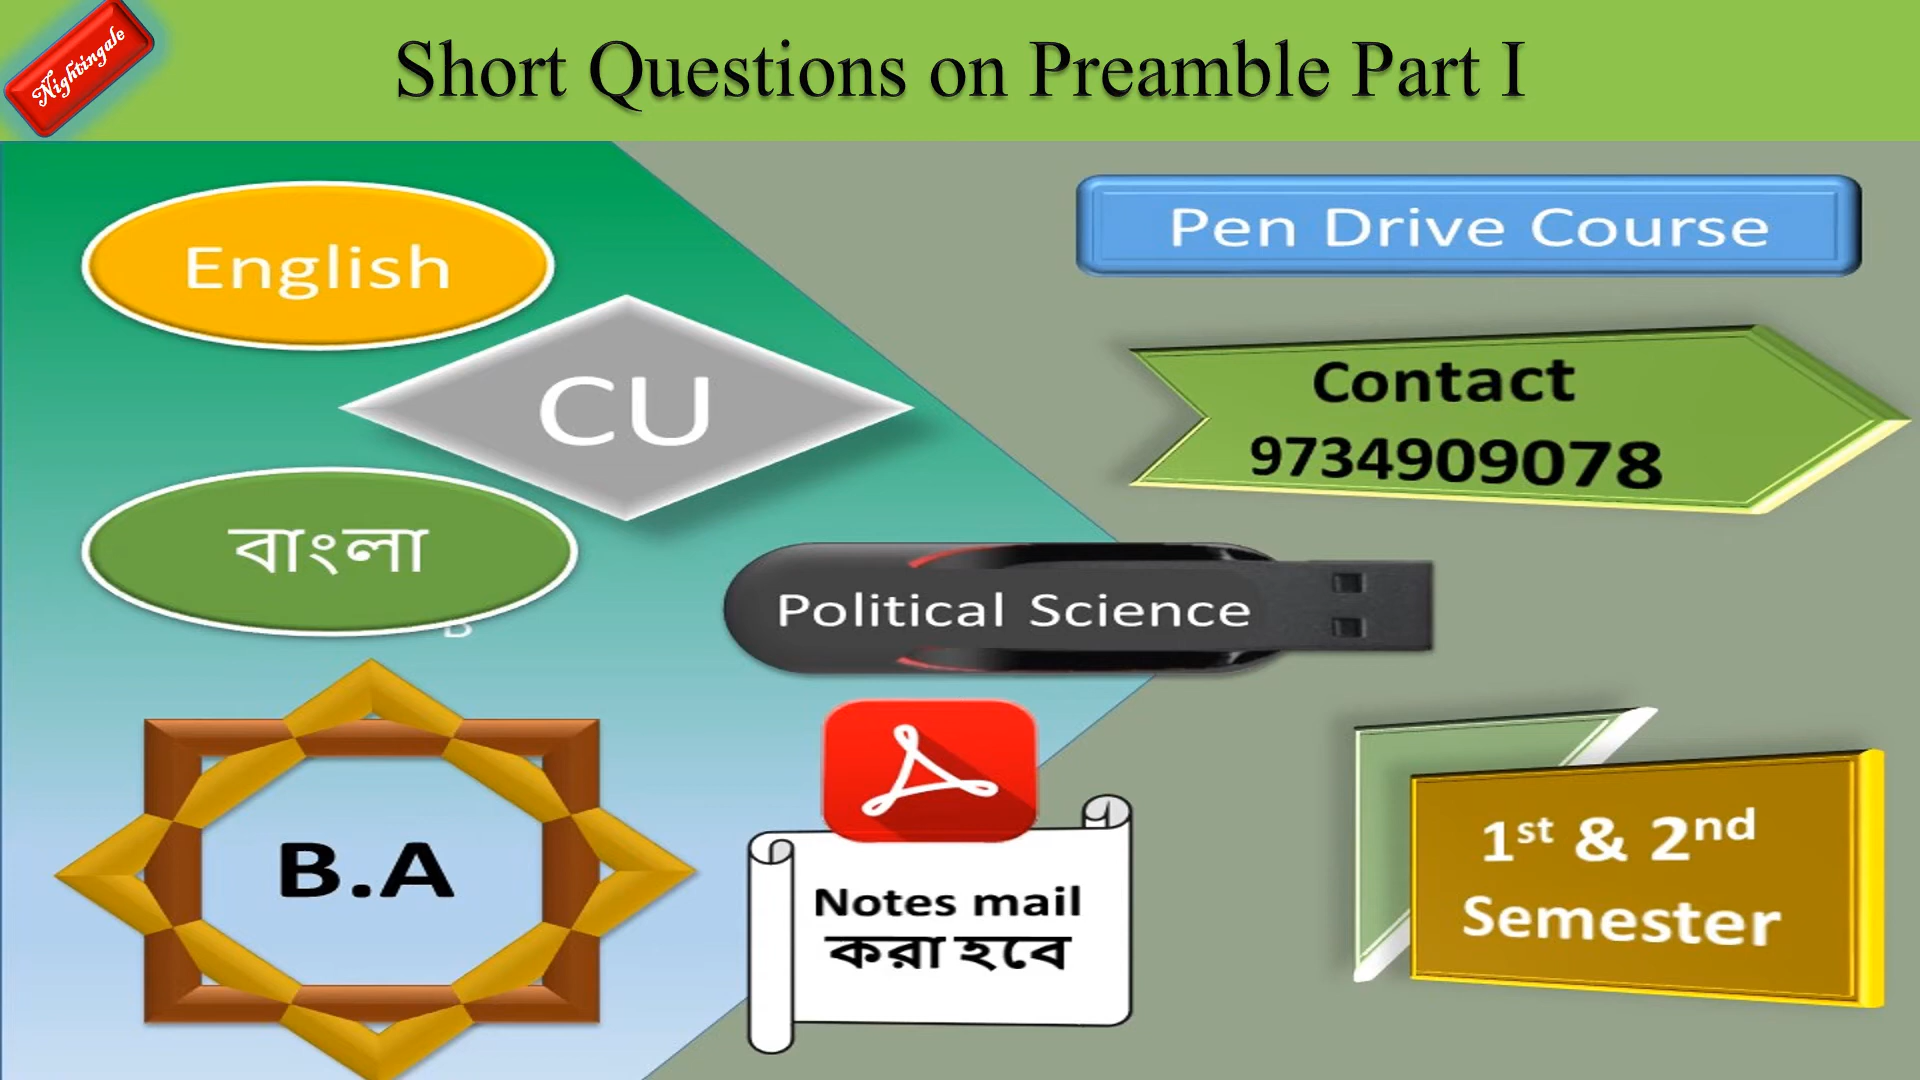 Nightingale
Short Questions on Preamble Part I
English
Pen Drive Course
CU
Contact
9734909078
বাংলা
Political Science
B.A
Notes mail
করা হবে
1st & 2nd
Semester